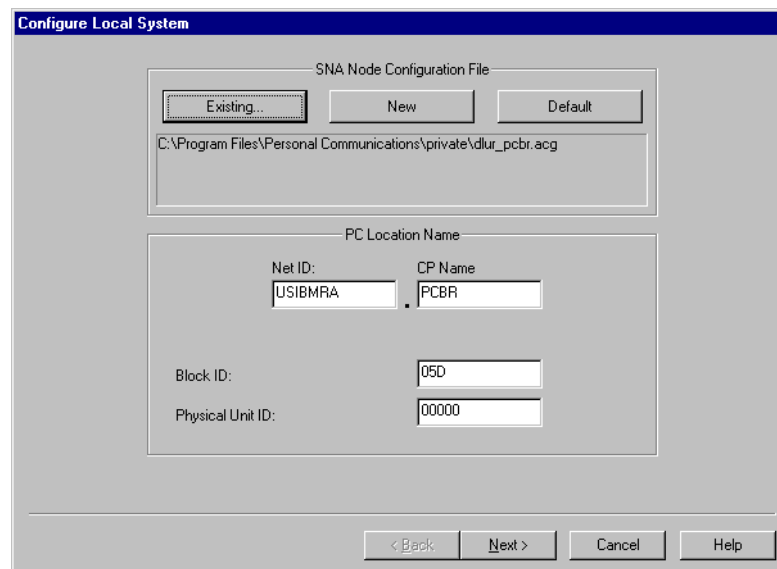 Configure Local System
SNA Node Configuration File
Existing... New Default
C:\Program Files\Personal Communications\private\dlur_pcbr.acg
PC Location Name
Net ID: CP Name
USIBMRA . PCBR
Block ID: 05D
Physical Unit ID: 00000
< Back Next > Cancel Help